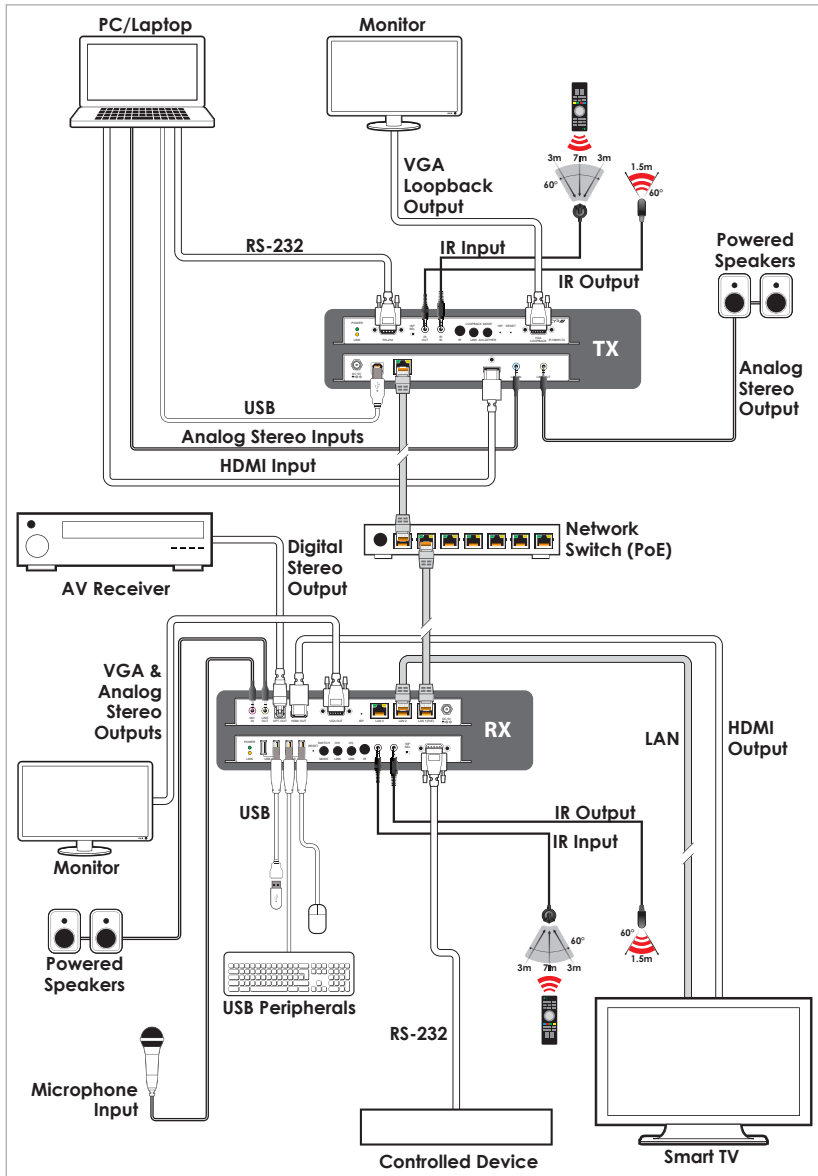 PC/Laptop
Monitor
3m
7m
3m
60°
1.5m
60°
VGA
Loopback
Output
RS-232
IR Input
IR Output
Powered
Speakers
TX
USB
Analog Stereo Inputs
HDMI Input
Analog
Stereo
Output
Network
Switch (PoE)
AV Receiver
Digital
Stereo
Output
VGA &
Analog
Stereo
Outputs
RX
LAN
HDMI
Output
USB
IR Output
IR Input
Monitor
60°
3m
7m
3m
60°
1.5m
Powered
Speakers
USB Peripherals
RS-232
Microphone
Input
Controlled Device
Smart TV